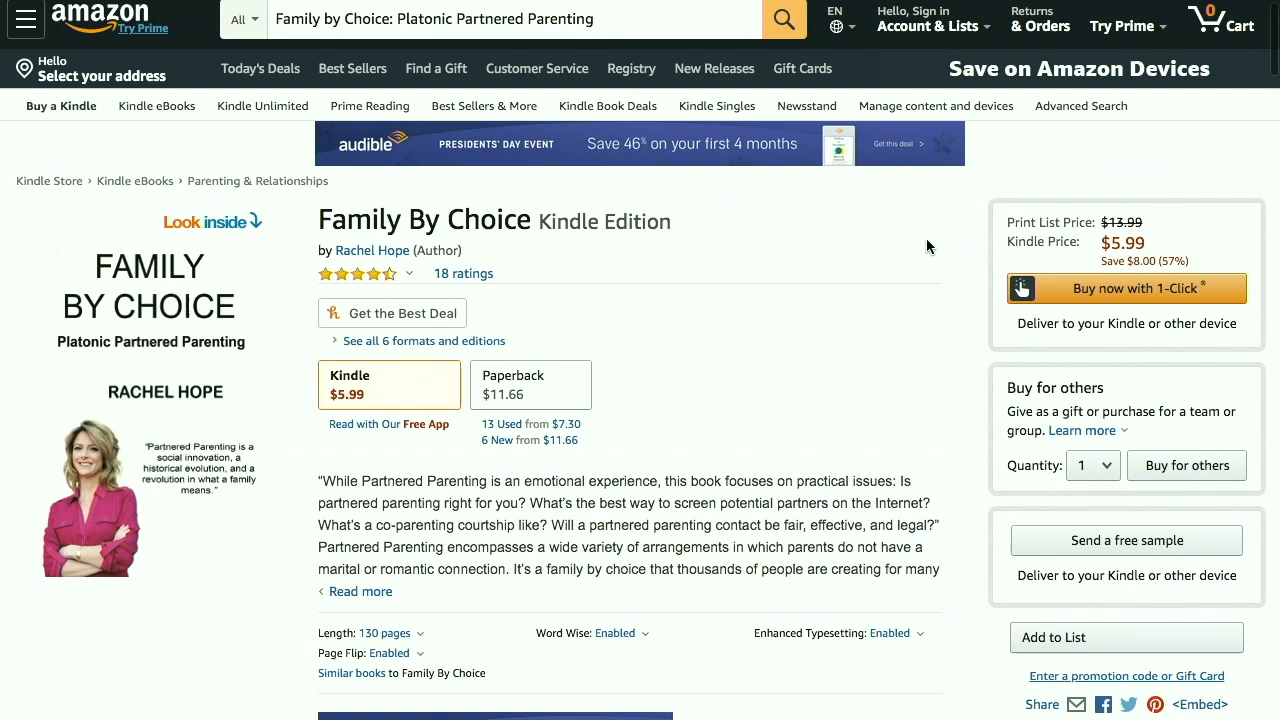 amazon
Try Prime
All
Family by Choice: Platonic Partnered Parenting
EN
Hello, Sign in
Account & Lists
Returns
& Orders
Try Prime
0
Cart
Hello
Select your address
Today's Deals
Best Sellers
Find a Gift
Customer Service
Registry
New Releases
Gift Cards
Save on Amazon Devices
Buy a Kindle
Kindle eBooks
Kindle Unlimited
Prime Reading
Best Sellers & More
Kindle Book Deals
Kindle Singles
Newsstand
Manage content and devices
Advanced Search
audible
PRESIDENTS' DAY EVENT
Save 46% on your first 4 months
Get this deal >
Kindle Store › Kindle eBooks › Parenting & Relationships
Look inside
FAMILY
BY CHOICE
Platonic Partnered Parenting
RACHEL HOPE
"Partnered Parenting is a
social innovation, a
historical evolution, and a
revolution in what a family
means."
Family By Choice Kindle Edition
by Rachel Hope (Author)
18 ratings
Get the Best Deal
› See all 6 formats and editions
Kindle
$5.99
Paperback
$11.66
Read with Our Free App
13 Used from $7.30
6 New from $11.66
“While Partnered Parenting is an emotional experience, this book focuses on practical issues: Is
partnered parenting right for you? What’s the best way to screen potential partners on the Internet?
What’s a co-parenting courtship like? Will a partnered parenting contact be fair, effective, and legal?”
Partnered Parenting encompasses a wide variety of arrangements in which parents do not have a
marital or romantic connection. It’s a family by choice that thousands of people are creating for many
‹ Read more
Length: 130 pages
Word Wise: Enabled
Enhanced Typesetting: Enabled
Page Flip: Enabled
Similar books to Family By Choice
Print List Price: $13.99
Kindle Price: $5.99
Save $8.00 (57%)
Buy now with 1-Click ®
Deliver to your Kindle or other device
Buy for others
Give as a gift or purchase for a team or
group. Learn more
Quantity: 1
Buy for others
Send a free sample
Deliver to your Kindle or other device
Add to List
Enter a promotion code or Gift Card
Share
<Embed>